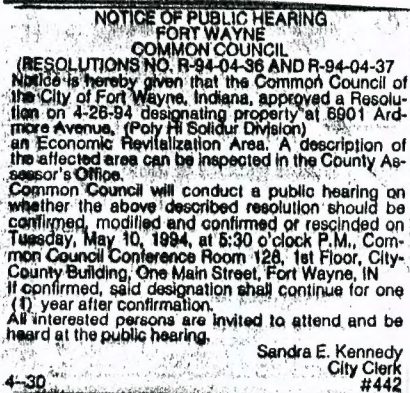 NOTICE OF PUBLIC HEARING
FORT WAYNE
COMMON COUNCIL
(RESOLUTIONS NO. R-94-04-36 AND R-94-04-37
Notice is hereby given that the Common Council of
the City of Fort Wayne, Indiana, approved a Resolu-
tion on 4-26-94 designating property at 6901 Ard-
more Avenue, (Poly Hi Solidur Division)
an Economic Revitalization Area. A description of
the affected area can be inspected in the County As-
sessor's Office.
Common Council will conduct a public hearing on
whether the above described resolution should be
confirmed, modified and confirmed or rescinded on
Tuesday, May 10, 1994, at 5:30 o'clock P.M., Com-
mon Council Conference Room 128, 1st Floor, City-
County Building, One Main Street, Fort Wayne, IN
If confirmed, said designation shall continue for one
(1) year after confirmation.
All interested persons are invited to attend and be
heard at the public hearing.
Sandra E. Kennedy
City Clerk
4--30 #442